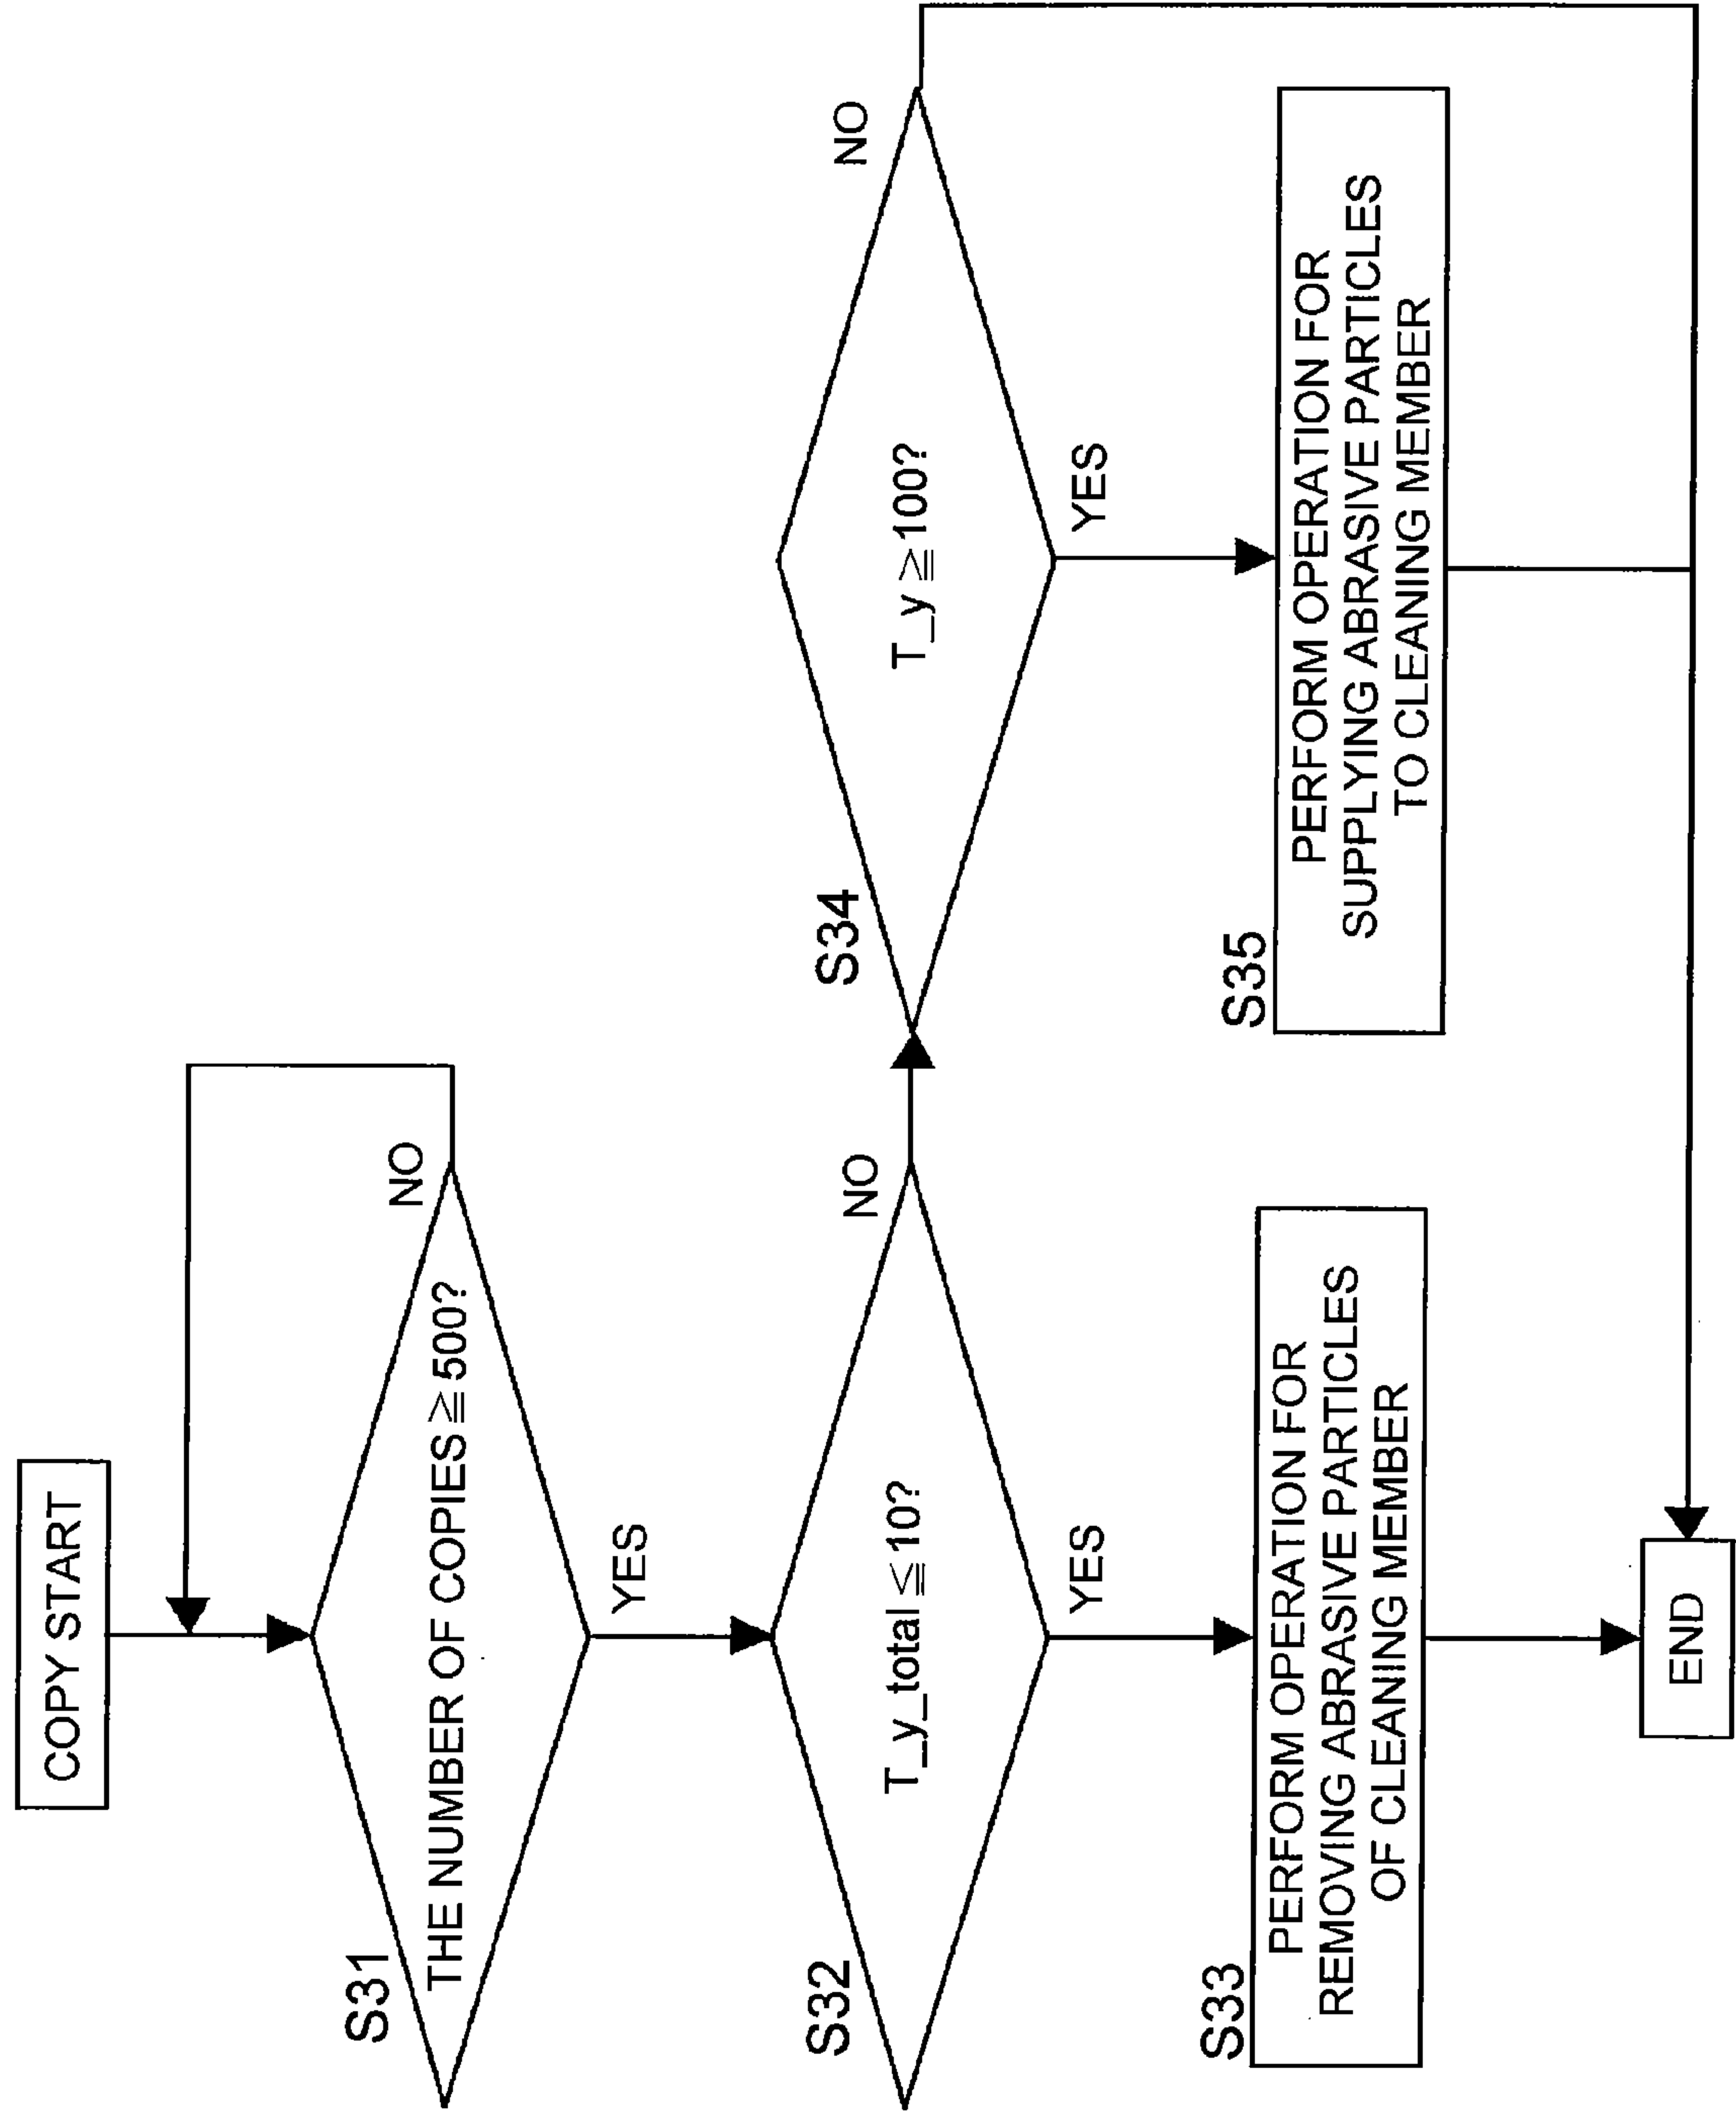 COPY START
S31
THE NUMBER OF COPIES ≧ 500?
NO
YES
S32
T_y_total ≦ 10?
NO
YES
S33
PERFORM OPERATION FOR
REMOVING ABRASIVE PARTICLES
OF CLEANING MEMBER
S34
T_y ≧ 100?
NO
YES
S35
PERFORM OPERATION FOR
SUPPLYING ABRASIVE PARTICLES
TO CLEANING MEMBER
END